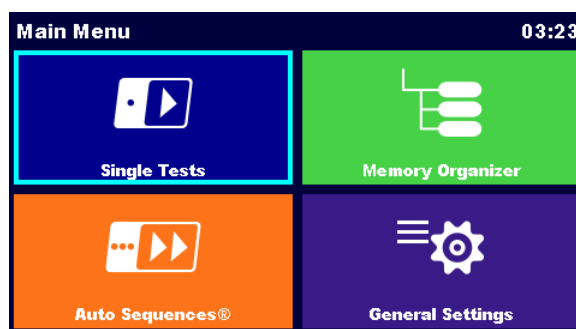 Main Menu 03:23
Single Tests
Memory Organizer
Auto Sequences®
General Settings